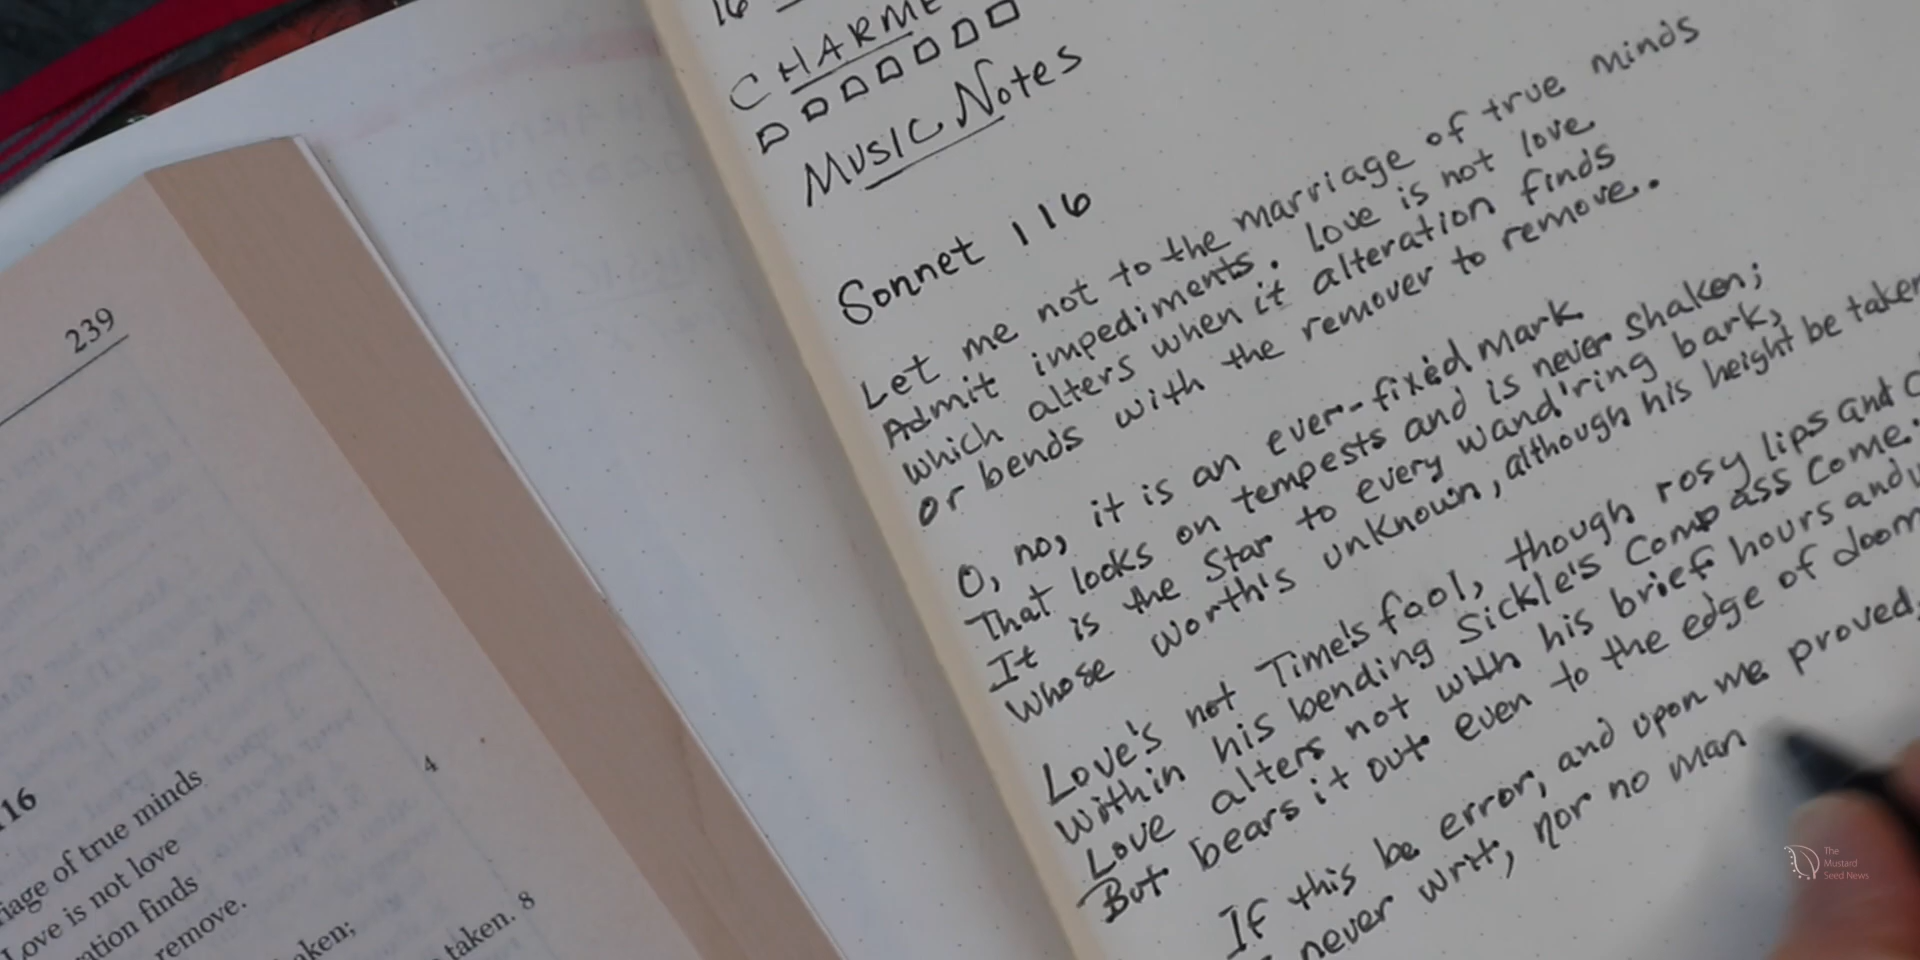 239
116
riage of true minds
Love is not love
ration finds
remove.
4
aken;
taken. 8
16
CHARME
Music Notes
Sonnet 116
Let me not to the marriage of true minds
Admit impediments. Love is not love
which alters when it alteration finds
or bends with the remover to remove..
O, no, it is an ever-fixéd mark
That looks on tempests and is never shaken;
It is the Star to every wand'ring bark,
Whose worth's unknown, although his height be taken
Love's not Time's fool, though rosy lips and c
Within his bending Sickle's Compass Come.
Love alters not with his brief hours and
But bears it out even to the edge of doom
If this be error, and upon me proved,
I never writ, nor no man
The
Mustard
Seed News